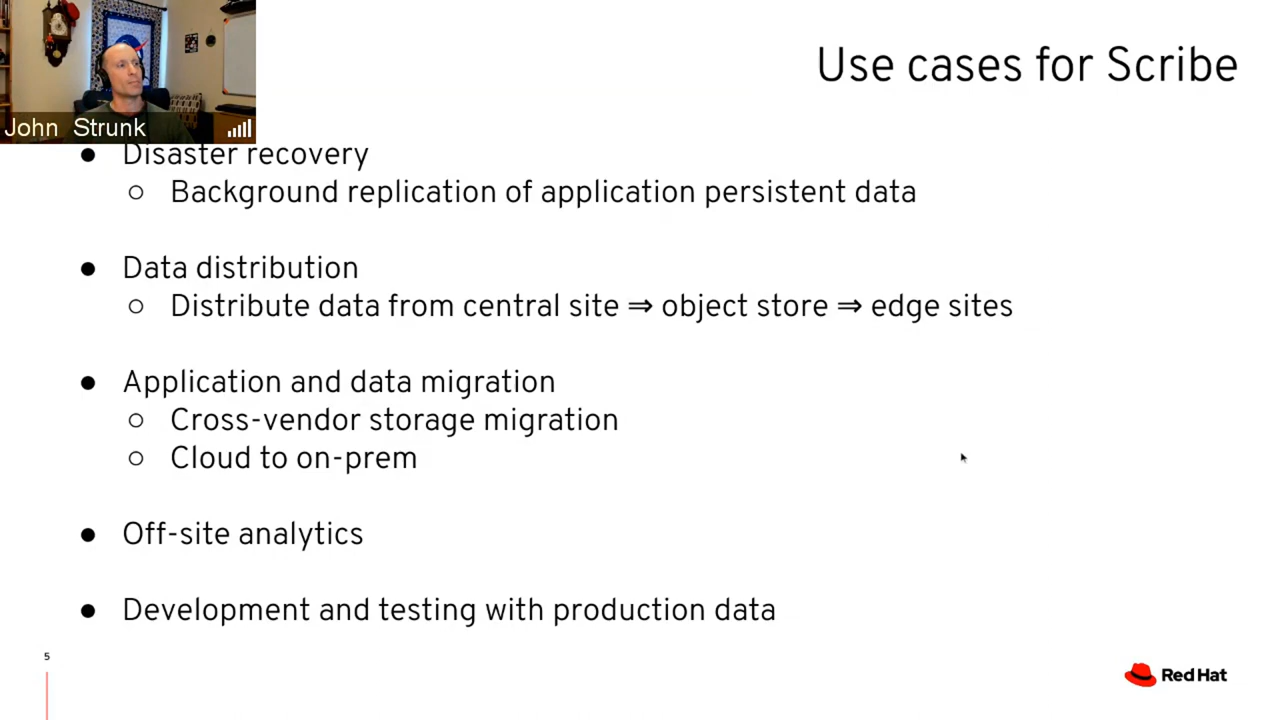 John Strunk
Use cases for Scribe
● Disaster recovery
○ Background replication of application persistent data
● Data distribution
○ Distribute data from central site ⇒ object store ⇒ edge sites
● Application and data migration
○ Cross-vendor storage migration
○ Cloud to on-prem
● Off-site analytics
● Development and testing with production data
5
Red Hat